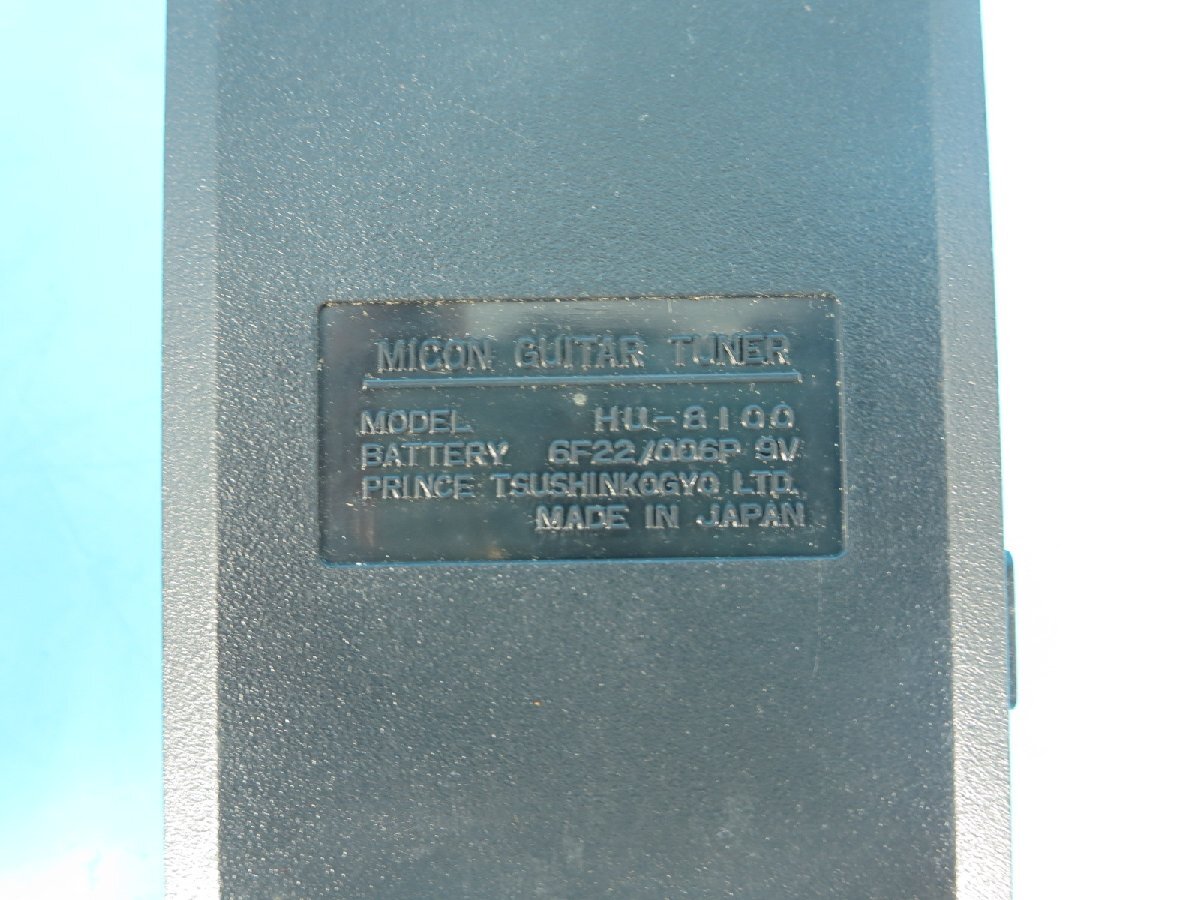 MICON GUITAR TUNER
MODEL HU-8100
BATTERY 6F22/006P 9V
PRINCE TSUSHINKOGYO LTD.
MADE IN JAPAN